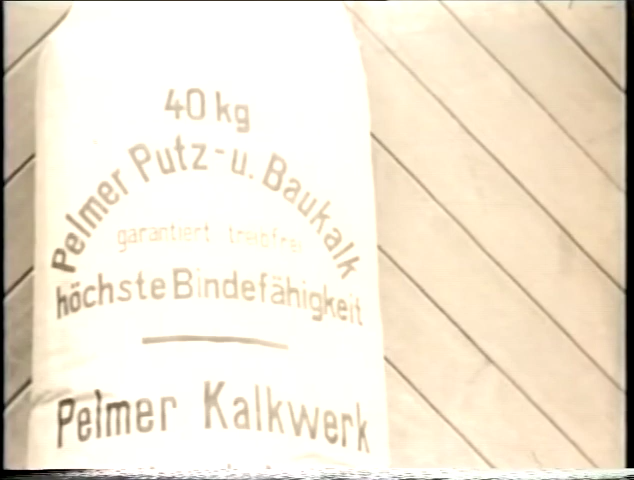 40 kg
Pelmer Putz-u. Baukalk
garantiert treibfrei
höchste Bindefähigkeit
Pelmer Kalkwerk